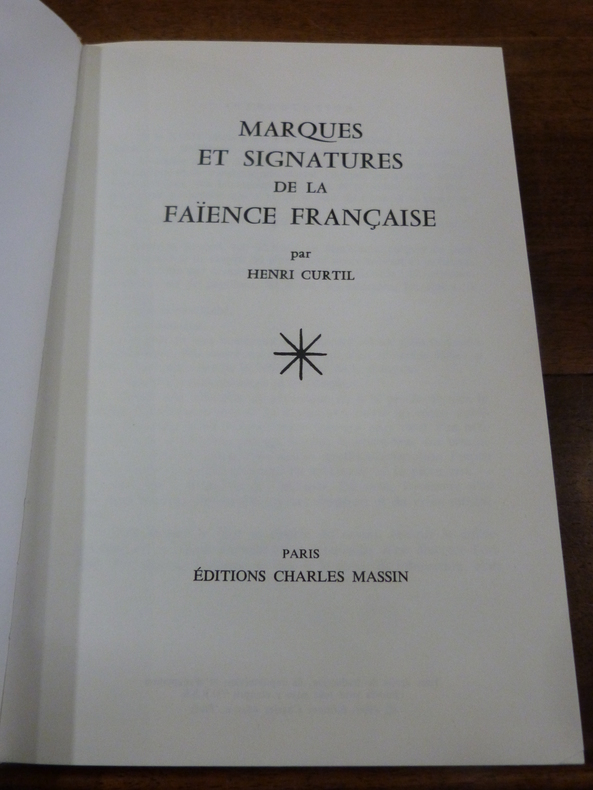 MARQUES
ET SIGNATURES
DE LA
FAÏENCE FRANÇAISE
par
HENRI CURTIL
PARIS
ÉDITIONS CHARLES MASSIN